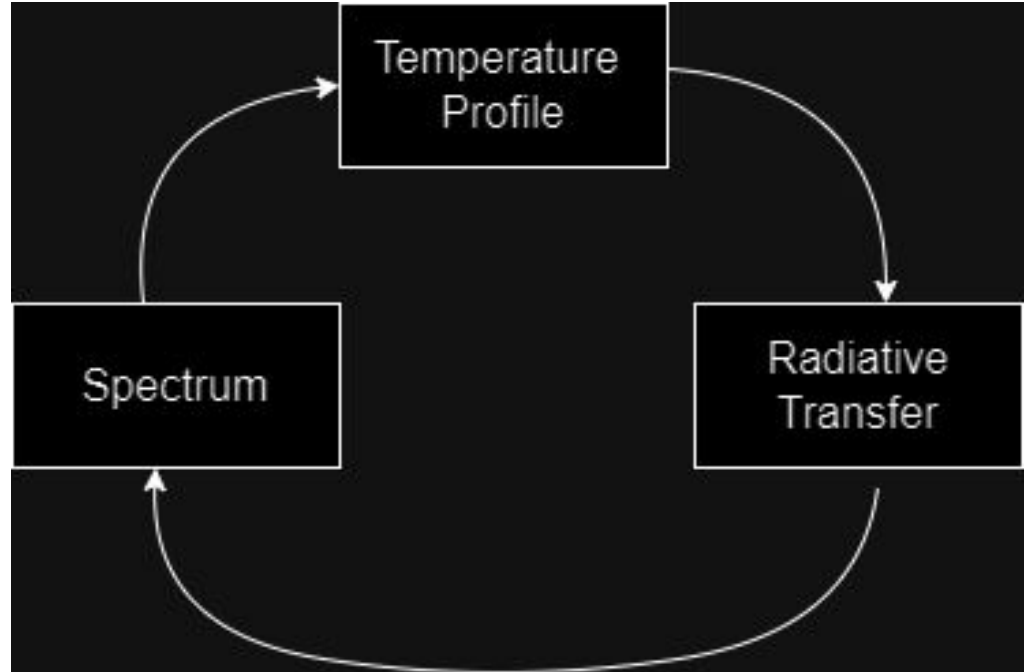 Temperature
Profile
Spectrum
Radiative
Transfer